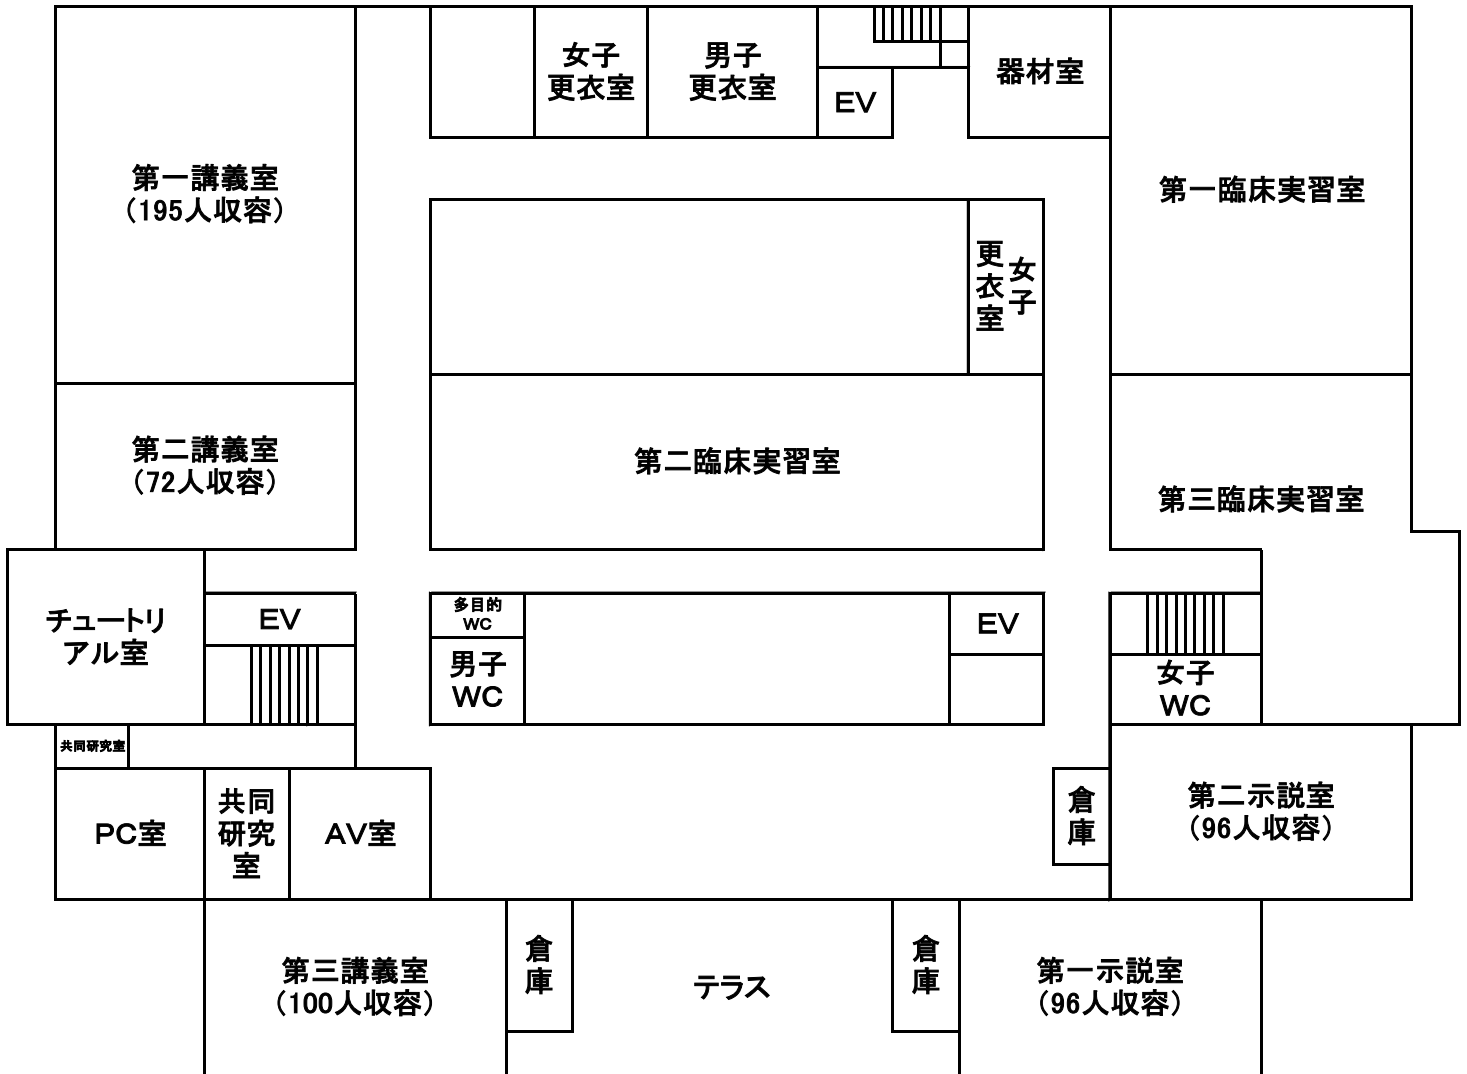 女子
更衣室
男子
更衣室
EV
器材室
第一講義室
（195人収容）
第一臨床実習室
女子
更衣室
第二講義室
（72人収容）
第二臨床実習室
第三臨床実習室
チュートリ
アル室
EV
多目的
WC
男子
WC
EV
女子
WC
共同研究室
PC室
共同
研究
室
AV室
倉
庫
第二示説室
（96人収容）
第三講義室
（100人収容）
倉
庫
テラス
倉
庫
第一示説室
（96人収容）